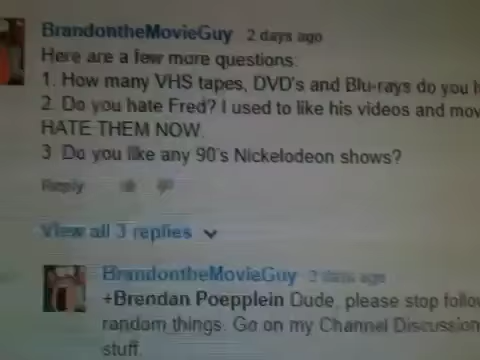 BrandontheMovieGuy 2 days ago
Here are a few more questions:
1. How many VHS tapes, DVD's and Blu-rays do you h
2. Do you hate Fred? I used to like his videos and mov
HATE THEM NOW.
3 Do you like any 90's Nickelodeon shows?
Reply
View all 3 replies
BrandontheMovieGuy 2 days ago
+Brendan Poepplein Dude, please stop follo
random things. Go on my Channel Discussion
stuff.